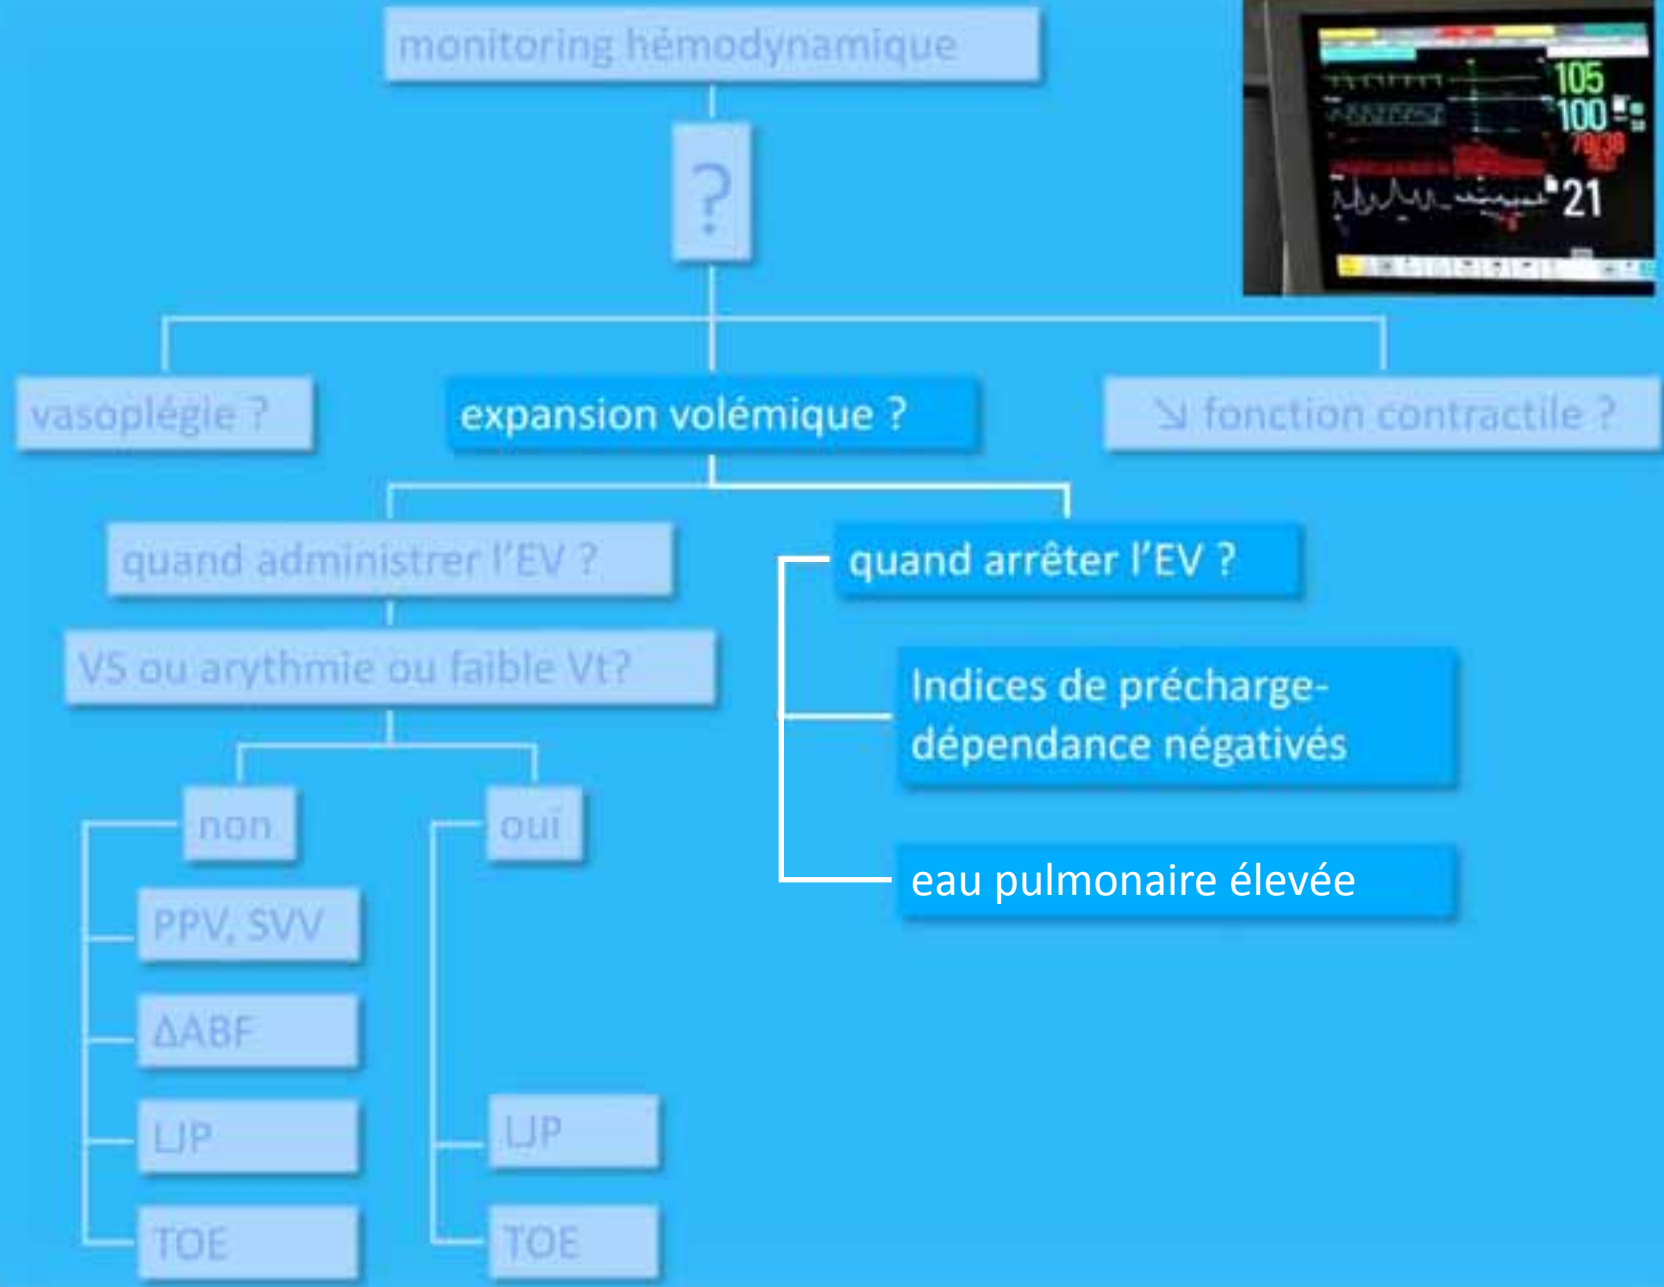 monitoring hémodynamique
105
100
79/38
21
?
vasoplégie ?
expansion volémique ?
↘ fonction contractile ?
quand administrer l’EV ?
quand arrêter l’EV ?
VS ou arythmie ou faible Vt?
Indices de précharge-
dépendance négativés
non
oui
eau pulmonaire élevée
PPV, SVV
ΔABF
LJP
LJP
TOE
TOE